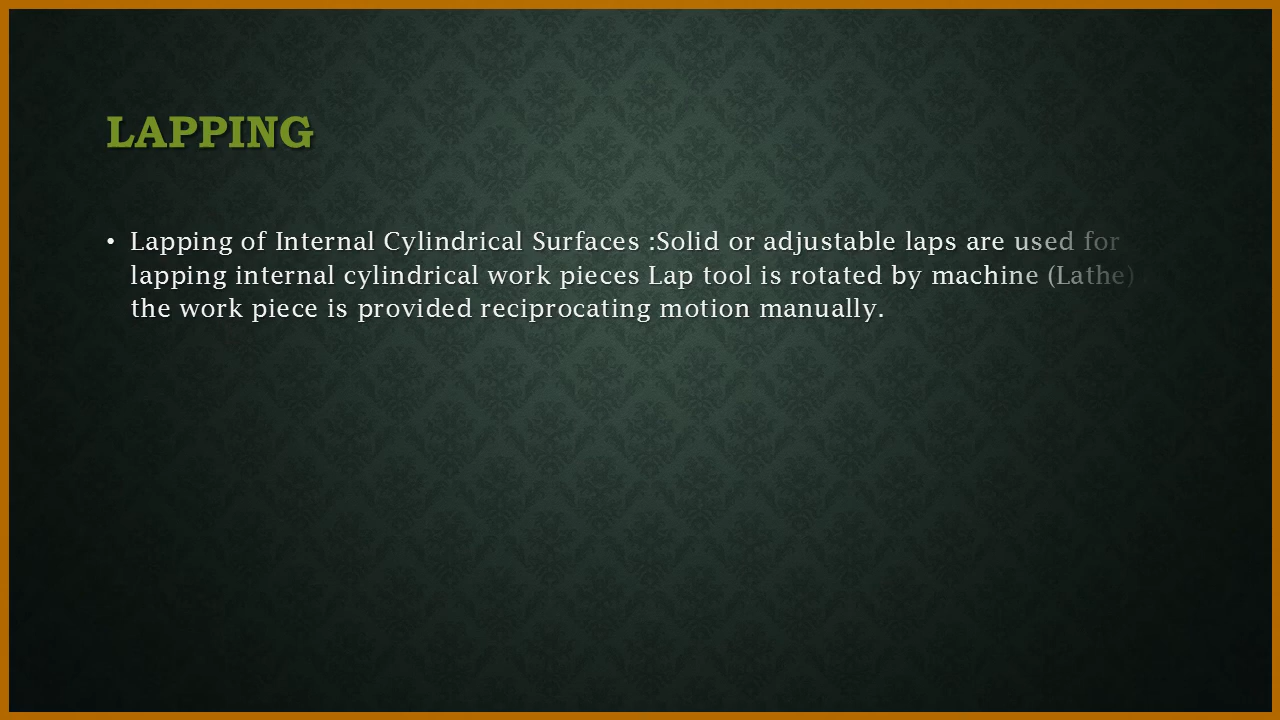 LAPPING
• Lapping of Internal Cylindrical Surfaces :Solid or adjustable laps are used for
lapping internal cylindrical work pieces Lap tool is rotated by machine (Lathe)
the work piece is provided reciprocating motion manually.